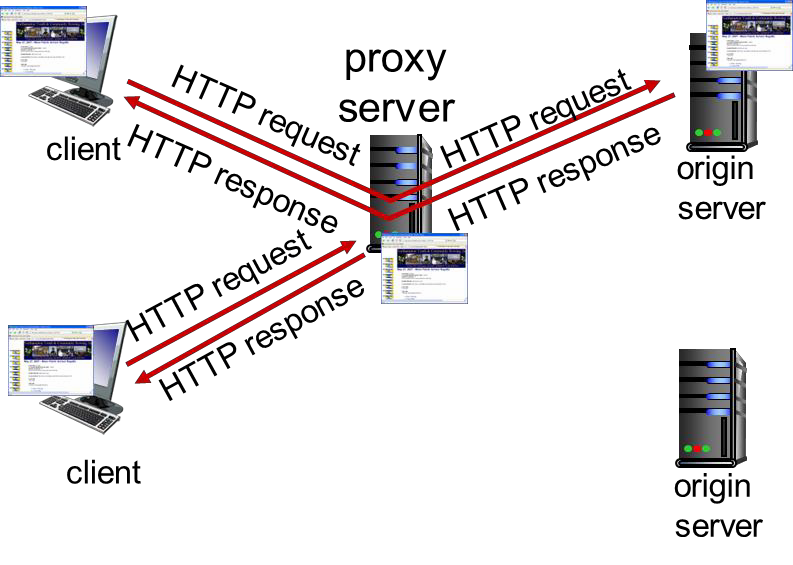 proxy
server
HTTP request
HTTP request
client
HTTP response
HTTP response
origin
server
HTTP request
HTTP response
client
origin
server